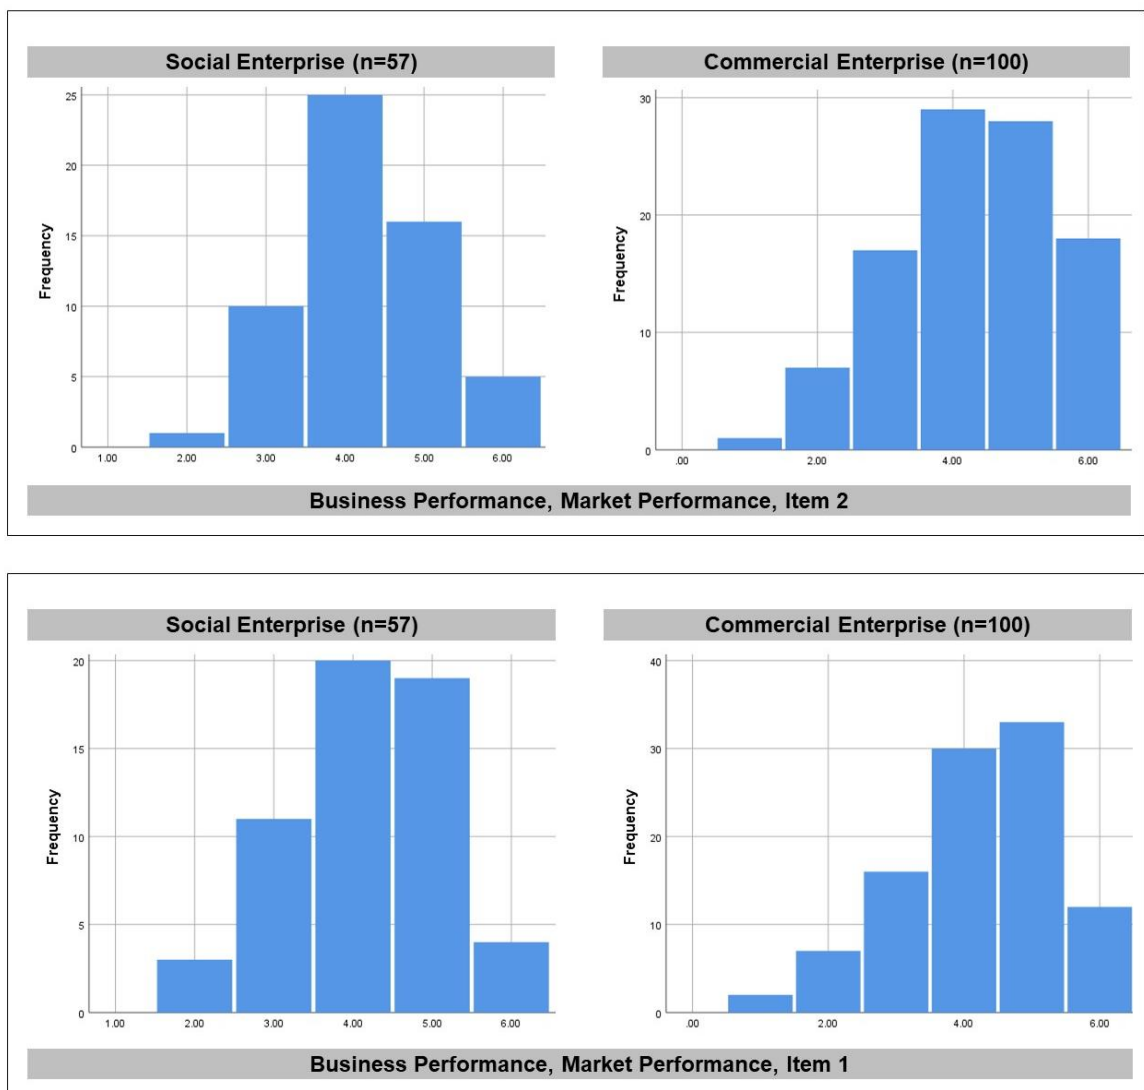 Social Enterprise (n=57)
Commercial Enterprise (n=100)
25
20
15
10
5
0
Frequency
1.00 2.00 3.00 4.00 5.00 6.00
30
20
10
0
Frequency
.00 2.00 4.00 6.00
Business Performance, Market Performance, Item 2
Social Enterprise (n=57)
Commercial Enterprise (n=100)
20
15
10
5
0
Frequency
1.00 2.00 3.00 4.00 5.00 6.00
40
30
20
10
0
Frequency
.00 2.00 4.00 6.00
Business Performance, Market Performance, Item 1